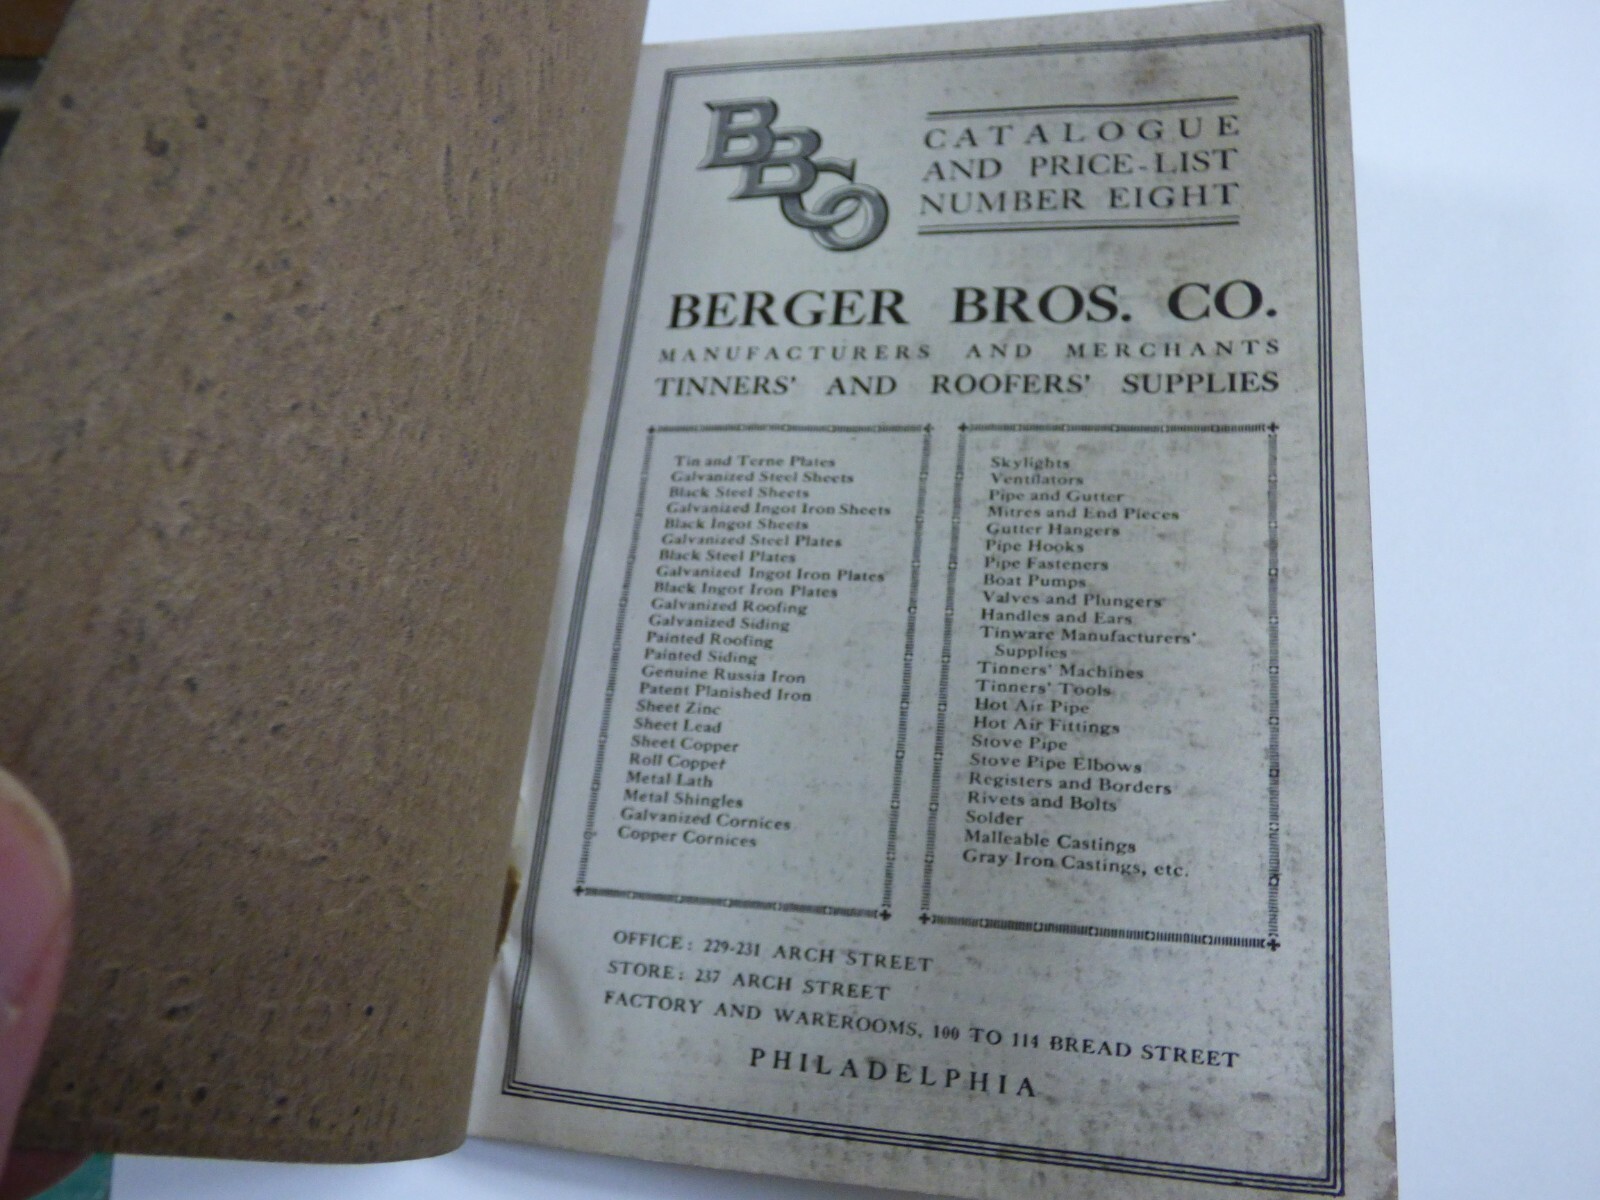 BBCO
CATALOGUE
AND PRICE-LIST
NUMBER EIGHT
BERGER BROS. CO.
MANUFACTURERS AND MERCHANTS
TINNERS' AND ROOFERS' SUPPLIES
Tin and Terne Plates
Galvanized Steel Sheets
Black Steel Sheets
Galvanized Ingot Iron Sheets
Black Ingot Sheets
Galvanized Steel Plates
Black Steel Plates
Galvanized Ingot Iron Plates
Black Ingot Iron Plates
Galvanized Roofing
Galvanized Siding
Painted Roofing
Painted Siding
Genuine Russia Iron
Patent Planished Iron
Sheet Zinc
Sheet Lead
Sheet Copper
Roll Copper
Metal Lath
Metal Shingles
Galvanized Cornices
Copper Cornices
Skylights
Ventilators
Pipe and Gutter
Mitres and End Pieces
Gutter Hangers
Pipe Hooks
Pipe Fasteners
Boat Pumps
Valves and Plungers
Handles and Ears
Tinware Manufacturers'
Supplies
Tinners' Machines
Tinners' Tools
Hot Air Pipe
Hot Air Fittings
Stove Pipe
Stove Pipe Elbows
Registers and Borders
Rivets and Bolts
Solder
Malleable Castings
Gray Iron Castings, etc.
OFFICE: 229-231 ARCH STREET
STORE: 237 ARCH STREET
FACTORY AND WAREROOMS, 100 TO 114 BREAD STREET
PHILADELPHIA